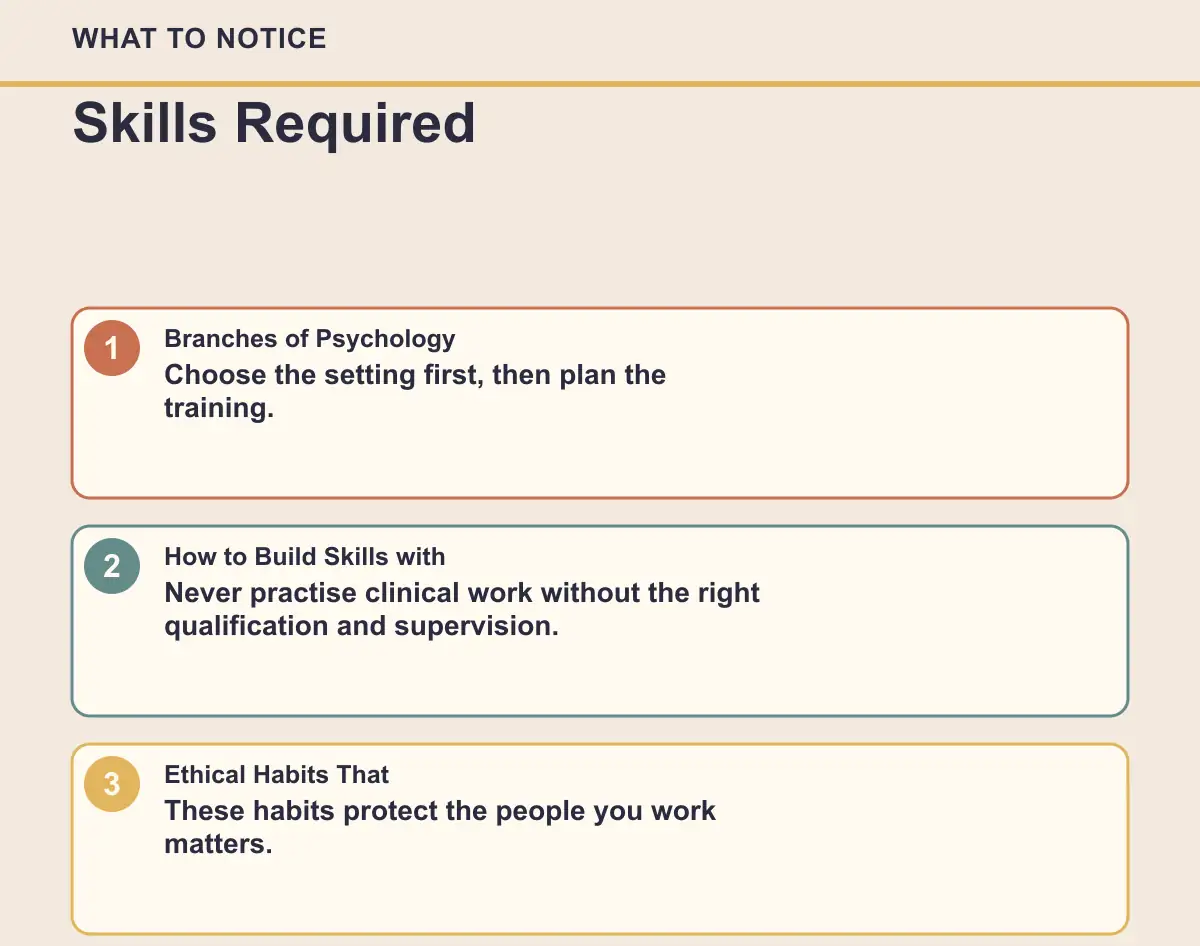 WHAT TO NOTICE
Skills Required
1
Branches of Psychology
Choose the setting first, then plan the
training.
2
How to Build Skills with
Never practise clinical work without the right
qualification and supervision.
3
Ethical Habits That
These habits protect the people you work
matters.